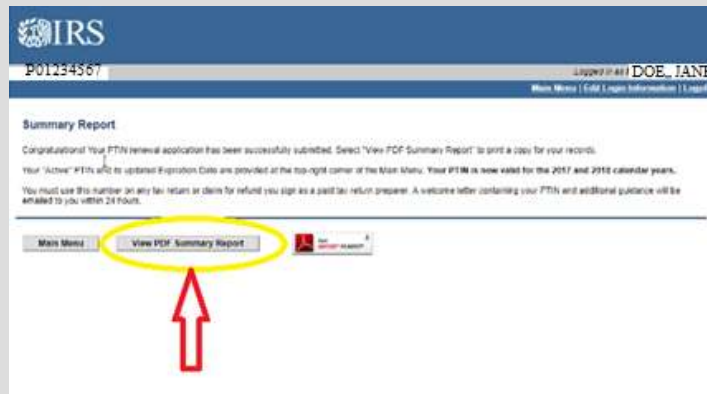 IRS
P01234567
Logged in as: DOE,, JANE
Main Menu | Edit Login Information | Logof
Summary Report
Congratulations! Your PTIN renewal application has been successfully submitted. Select "View PDF Summary Report" to print a copy for your records.
Your "Active" PTIN and its updated Expiration Date are provided at the top-right corner of the Main Menu. Your PTIN is now valid for the 2017 and 2018 calendar years.
You must use this number on any tax return or claim for refund you sign as a paid tax return preparer. A welcome letter containing your PTIN and additional guidance will be
emailed to you within 24 hours.
Main Menu View PDF Summary Report